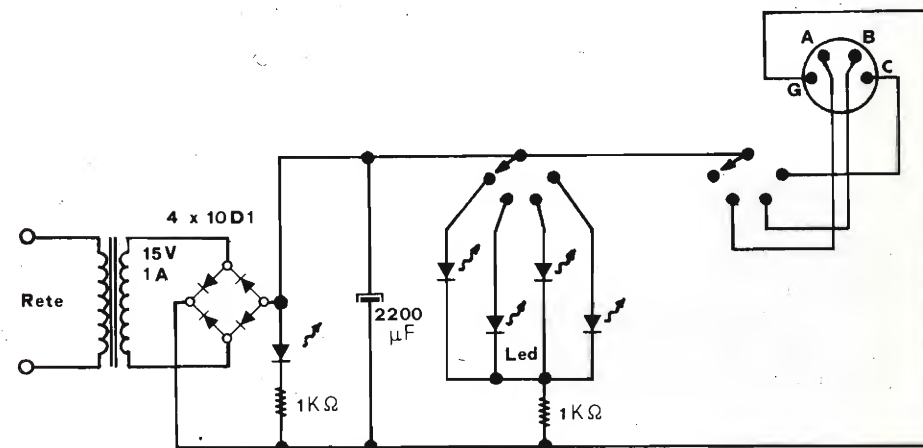 A
B
C
G
4 x 10D1
15V
1A
Rete
2200
µF
Led
1KΩ
1KΩ